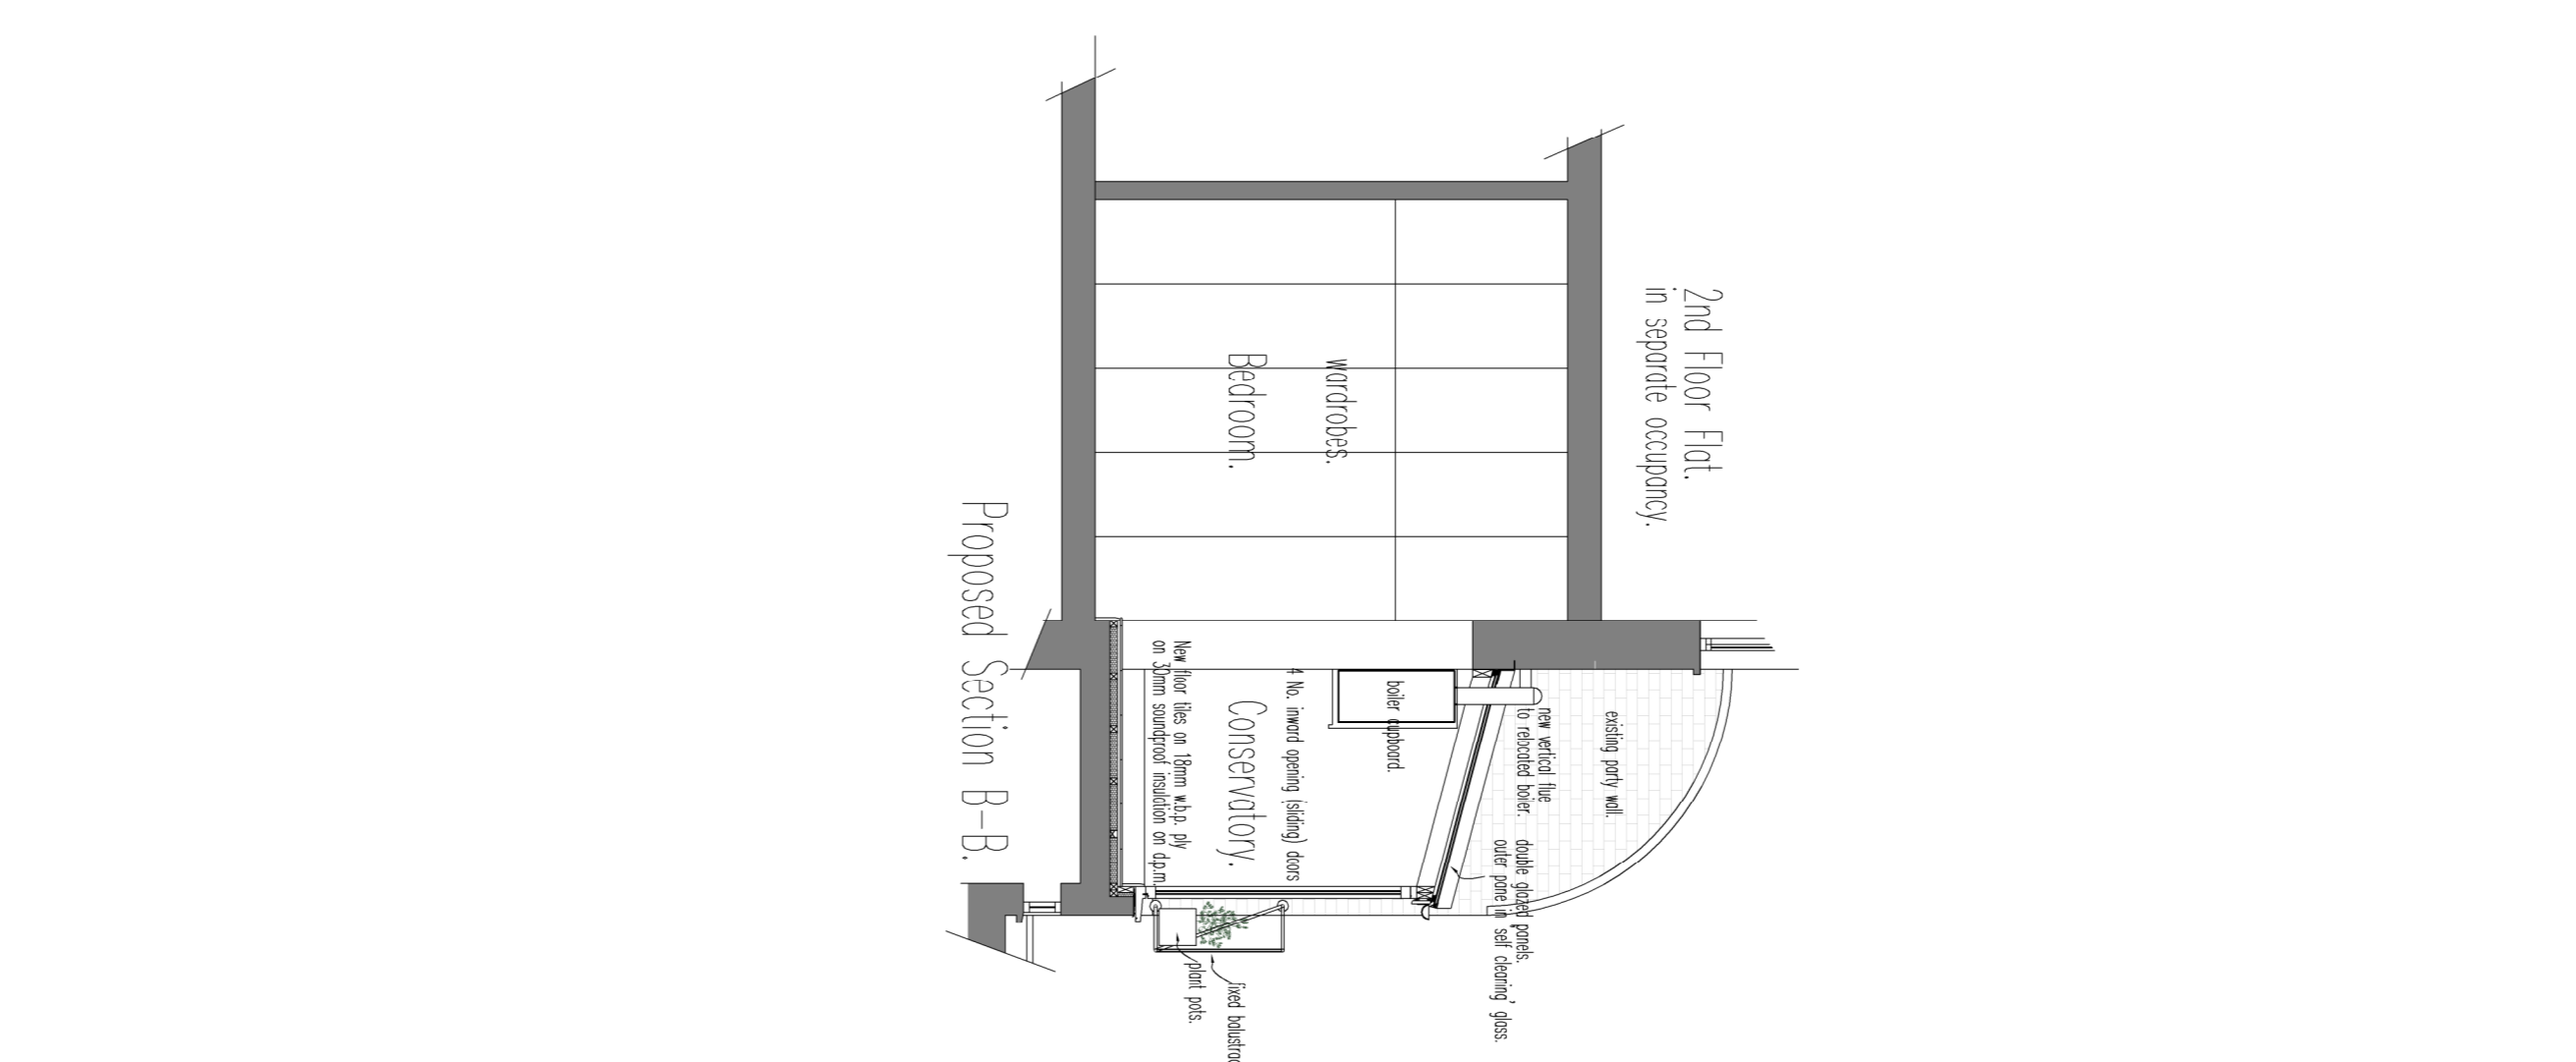 2nd Floor Flat.
in separate occupancy.
wardrobes.
Bedroom.
existing party wall.
new vertical flue
to relocated boiler.
double glazed panels.
outer pane in 'self cleaning' glass.
boiler cupboard.
4 No. inward opening (sliding) doors
Conservatory.
New floor tiles on 18mm w.b.p. ply
on 30mm soundproof insulation on d.p.m.
fixed balustrad
plant pots.
Proposed Section B-B.